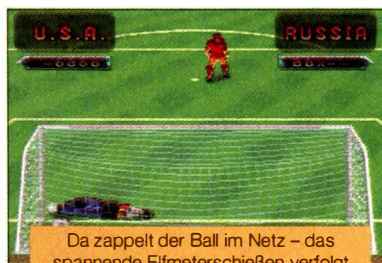 U.S.A. RUSSIA
Da zappelt der Ball im Netz – das
spannende Elfmeterschießen verfolgt